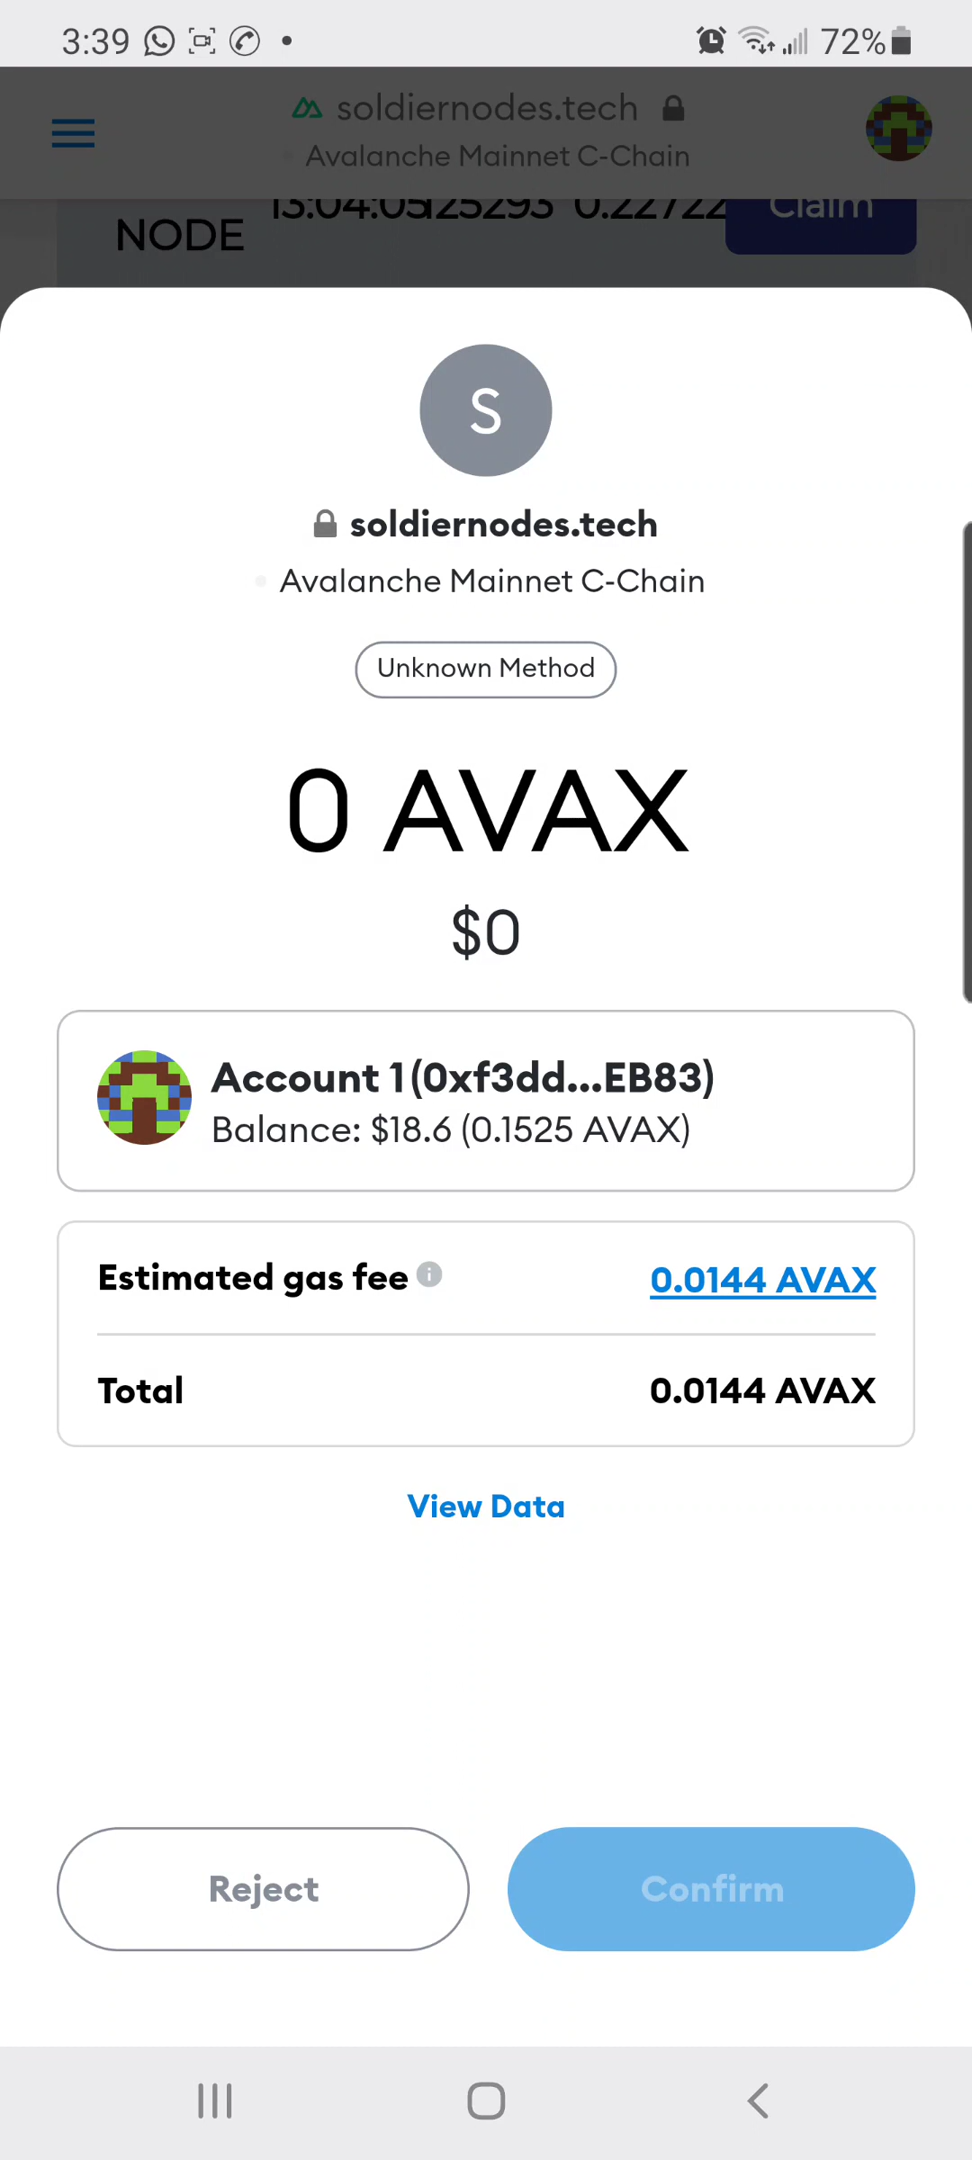 3:39 72%
soldiernodes.tech
Avalanche Mainnet C-Chain
NODE Claim
S
soldiernodes.tech
Avalanche Mainnet C-Chain
Unknown Method
0 AVAX
$0
Account 1 (0xf3dd...EB83)
Balance: $18.6 (0.1525 AVAX)
Estimated gas fee 0.0144 AVAX
Total 0.0144 AVAX
View Data
Reject Confirm